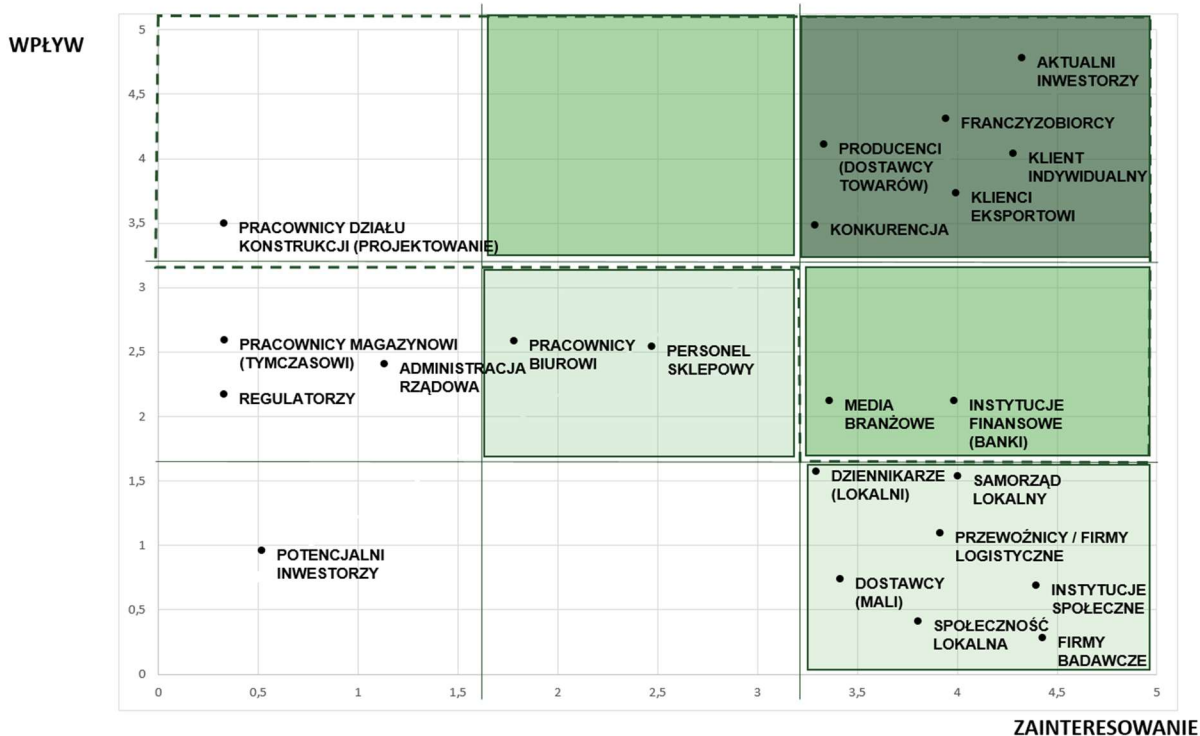 WPŁYW
5
4,5
4
3,5
3
2,5
2
1,5
1
0,5
0
AKTUALNI
INWESTORZY
FRANCZYZOBIORCY
PRODUCENCI
(DOSTAWCY
TOWARÓW)
KLIENT
INDYWIDUALNY
KLIENCI
EKSPORTOWI
KONKURENCJA
PRACOWNICY DZIAŁU
KONSTRUKCJI (PROJEKTOWANIE)
PRACOWNICY MAGAZYNOWI
(TYMCZASOWI)
ADMINISTRACJA
RZĄDOWA
REGULATORZY
PRACOWNICY
BIUROWI
PERSONEL
SKLEPOWY
MEDIA
BRANŻOWE
INSTYTUCJE
FINANSOWE
(BANKI)
DZIENNIKARZE
(LOKALNI)
SAMORZĄD
LOKALNY
PRZEWOŹNICY / FIRMY
LOGISTYCZNE
POTENCJALNI
INWESTORZY
DOSTAWCY
(MALI)
INSTYTUCJE
SPOŁECZNE
SPOŁECZNOŚĆ
LOKALNA
FIRMY
BADAWCZE
0 0,5 1 1,5 2 2,5 3 3,5 4 4,5 5
ZAINTERESOWANIE